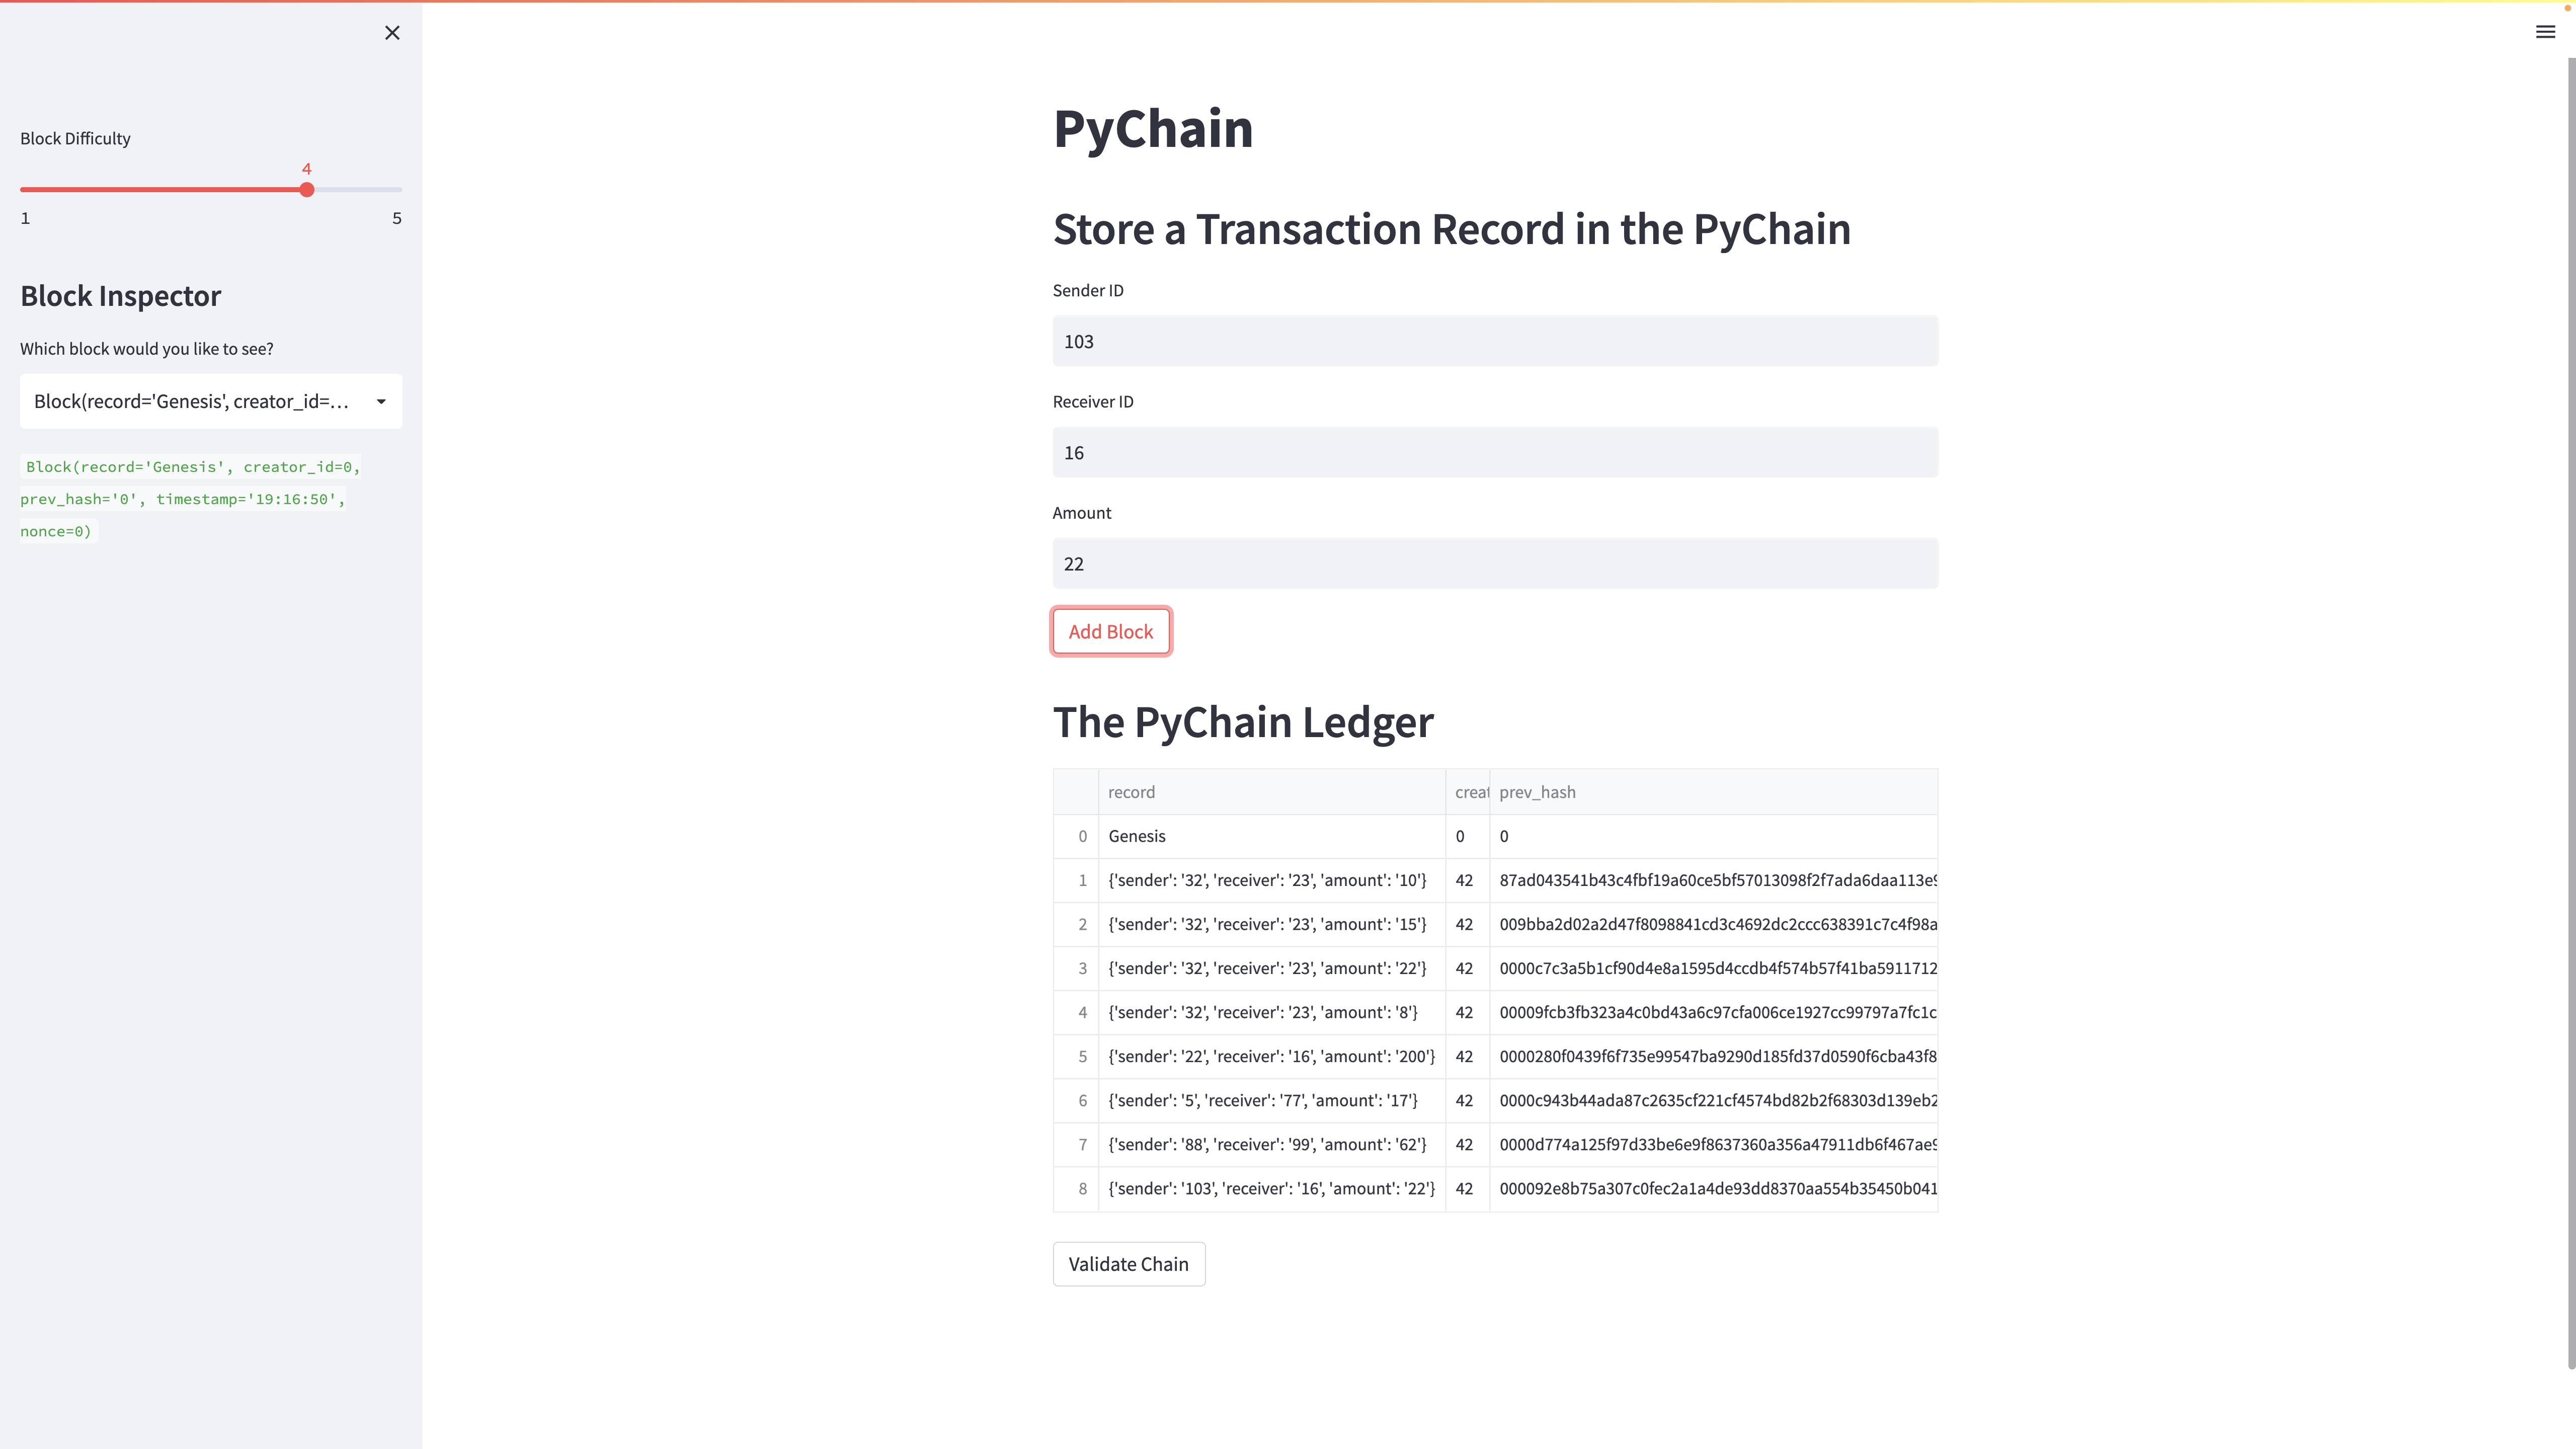 Block Difficulty
4
1 5
Block Inspector
Which block would you like to see?
Block(record='Genesis', creator_id=…
Block(record='Genesis', creator_id=0,
prev_hash='0', timestamp='19:16:50',
nonce=0)
PyChain
Store a Transaction Record in the PyChain
Sender ID
103
Receiver ID
16
Amount
22
Add Block
The PyChain Ledger
record creat prev_hash
0 Genesis 0 0
1 {'sender': '32', 'receiver': '23', 'amount': '10'} 42 87ad043541b43c4fbf19a60ce5bf57013098f2f7ada6daa113e9
2 {'sender': '32', 'receiver': '23', 'amount': '15'} 42 009bba2d02a2d47f8098841cd3c4692dc2ccc638391c7c4f98a
3 {'sender': '32', 'receiver': '23', 'amount': '22'} 42 0000c7c3a5b1cf90d4e8a1595d4ccdb4f574b57f41ba5911712
4 {'sender': '32', 'receiver': '23', 'amount': '8'} 42 00009fcb3fb323a4c0bd43a6c97cfa006ce1927cc99797a7fc1c
5 {'sender': '22', 'receiver': '16', 'amount': '200'} 42 0000280f0439f6f735e99547ba9290d185fd37d0590f6cba43f8
6 {'sender': '5', 'receiver': '77', 'amount': '17'} 42 0000c943b44ada87c2635cf221cf4574bd82b2f68303d139eb2
7 {'sender': '88', 'receiver': '99', 'amount': '62'} 42 0000d774a125f97d33be6e9f8637360a356a47911db6f467ae9
8 {'sender': '103', 'receiver': '16', 'amount': '22'} 42 000092e8b75a307c0fec2a1a4de93dd8370aa554b35450b041
Validate Chain